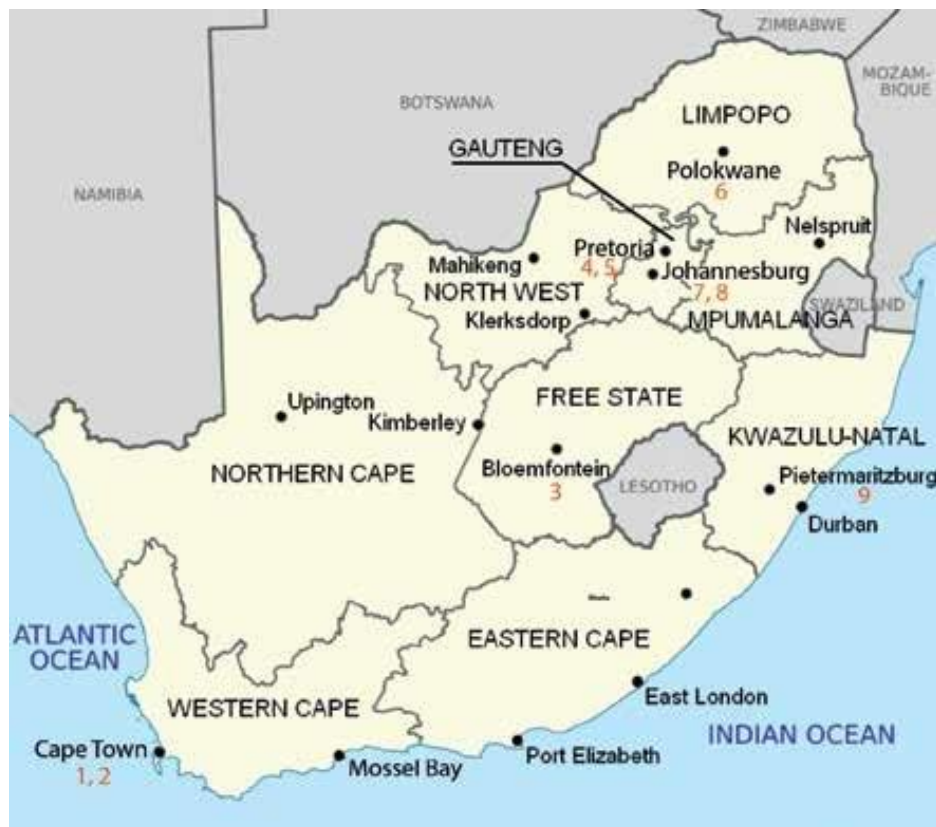 ZIMBABWE
MOZAM-
BIQUE
BOTSWANA
LIMPOPO
GAUTENG
Polokwane
6
NAMIBIA
Nelspruit
Pretoria
4, 5
Mahikeng
Johannesburg
7, 8
NORTH WEST
SWAZILAND
Klerksdorp
MPUMALANGA
FREE STATE
Upington
Kimberley
KWAZULU-NATAL
NORTHERN CAPE
Bloemfontein
3
LESOTHO
Pietermaritzburg
9
Durban
ATLANTIC
OCEAN
EASTERN CAPE
East London
WESTERN CAPE
INDIAN OCEAN
Cape Town
1, 2
Mossel Bay
Port Elizabeth